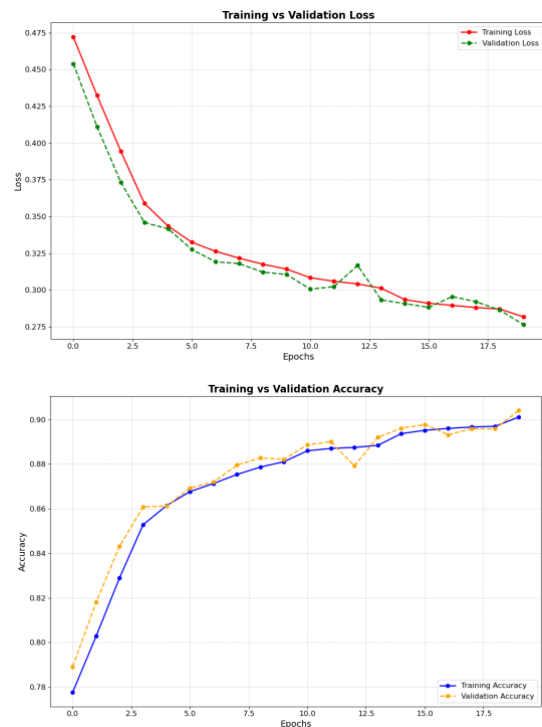 Training vs Validation Loss
Training Loss
Validation Loss
0.475
0.450
0.425
0.400
0.375
0.350
0.325
0.300
0.275
Loss
0.0 2.5 5.0 7.5 10.0 12.5 15.0 17.5
Epochs
Training vs Validation Accuracy
0.90
0.88
0.86
0.84
0.82
0.80
0.78
Accuracy
Training Accuracy
Validation Accuracy
0.0 2.5 5.0 7.5 10.0 12.5 15.0 17.5
Epochs